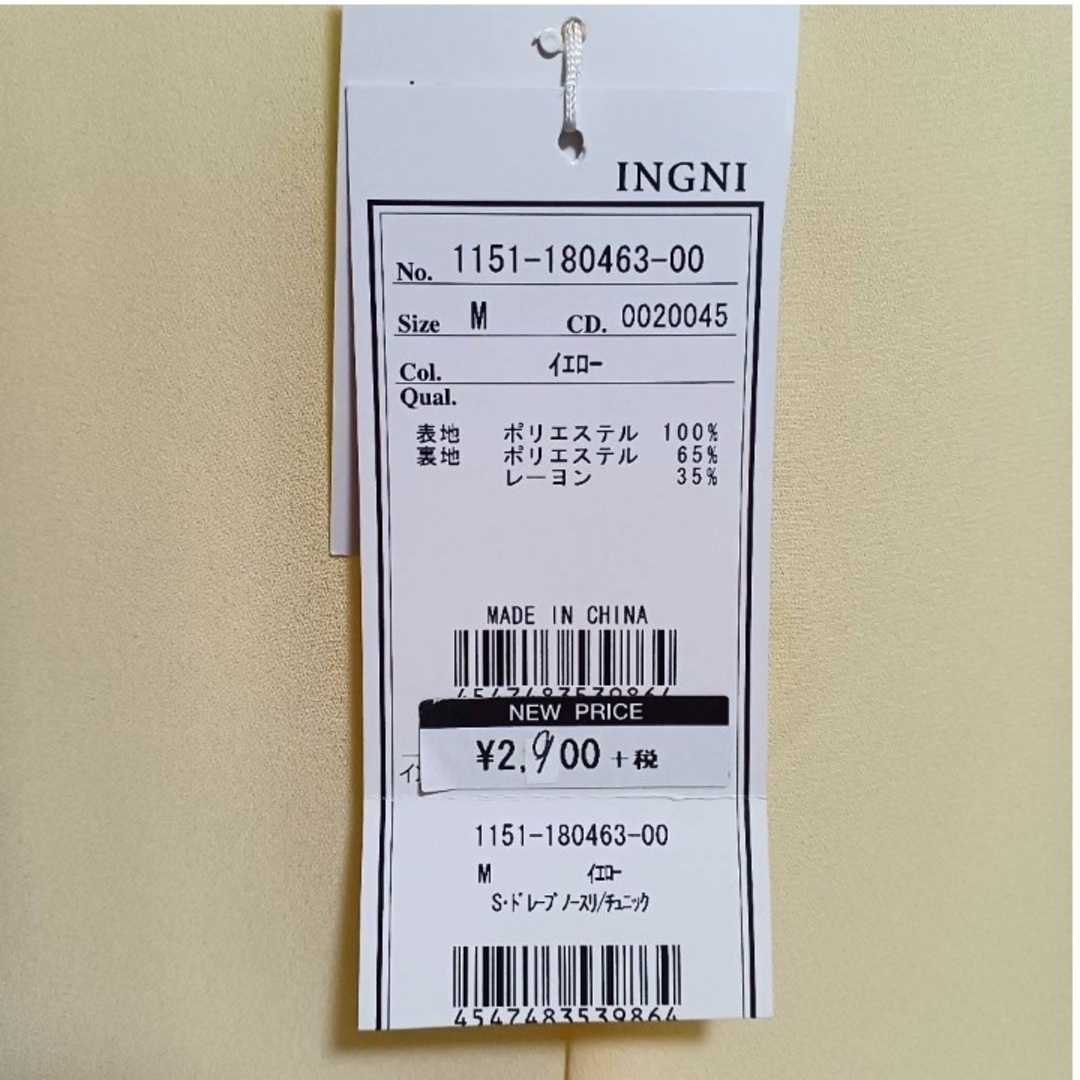 INGNI
No. 1151-180463-00
Size M CD. 0020045
Col. イエロー
Qual.
表地 ポリエステル 100%
裏地 ポリエステル 65%
レーヨン 35%
MADE IN CHINA
4547483539864
NEW PRICE
¥2,900+税
1151-180463-00
M イエロー
S・ドレープノースリ/チュニック
4547483539864